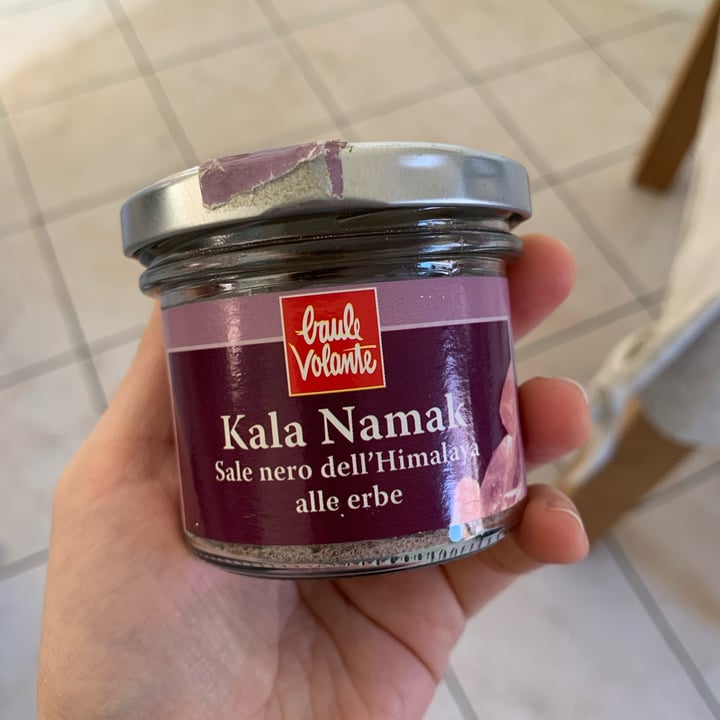 baule
volante
Kala Namak
Sale nero dell'Himalaya
alle erbe